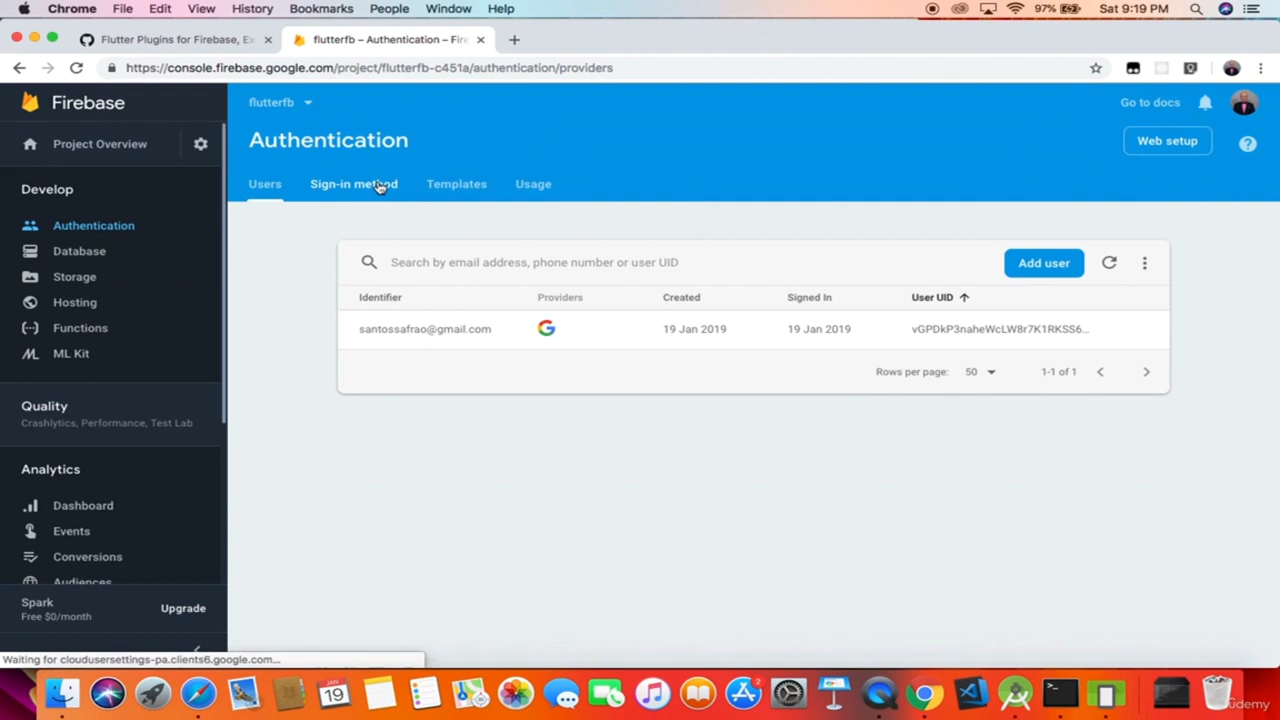 Chrome File Edit View History Bookmarks People Window Help 97% Sat 9:19 PM
Flutter Plugins for Firebase, Ex
flutterfb – Authentication – Fire
https://console.firebase.google.com/project/flutterfb-c451a/authentication/providers
Firebase
flutterfb
Go to docs
Project Overview
Authentication
Web setup
Users Sign-in method Templates Usage
Develop
Authentication
Database
Storage
Hosting
Functions
ML Kit
Quality
Crashlytics, Performance, Test Lab
Analytics
Dashboard
Events
Conversions
Audiences
Spark
Free $0/month
Upgrade
Search by email address, phone number or user UID
Add user
Identifier Providers Created Signed In User UID
santossafrao@gmail.com 19 Jan 2019 19 Jan 2019 vGPDkP3naheWcLW8r7K1RKSS6...
Rows per page: 50 1-1 of 1
Waiting for cloudusersettings-pa.clients6.google.com...
19
2
Udemy